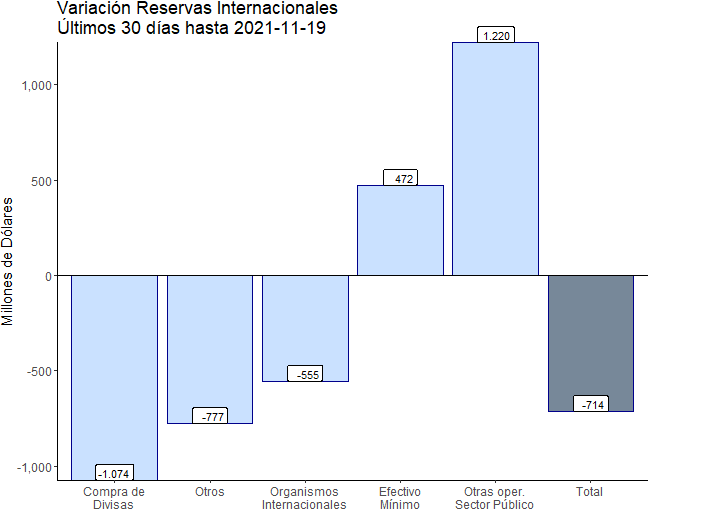 Variación Reservas Internacionales
Últimos 30 días hasta 2021-11-19
Millones de Dólares
1,000
500
0
-500
-1,000
-1.074
-777
-555
472
1.220
-714
Compra de
Divisas
Otros
Organismos
Internacionales
Efectivo
Mínimo
Otras oper.
Sector Público
Total